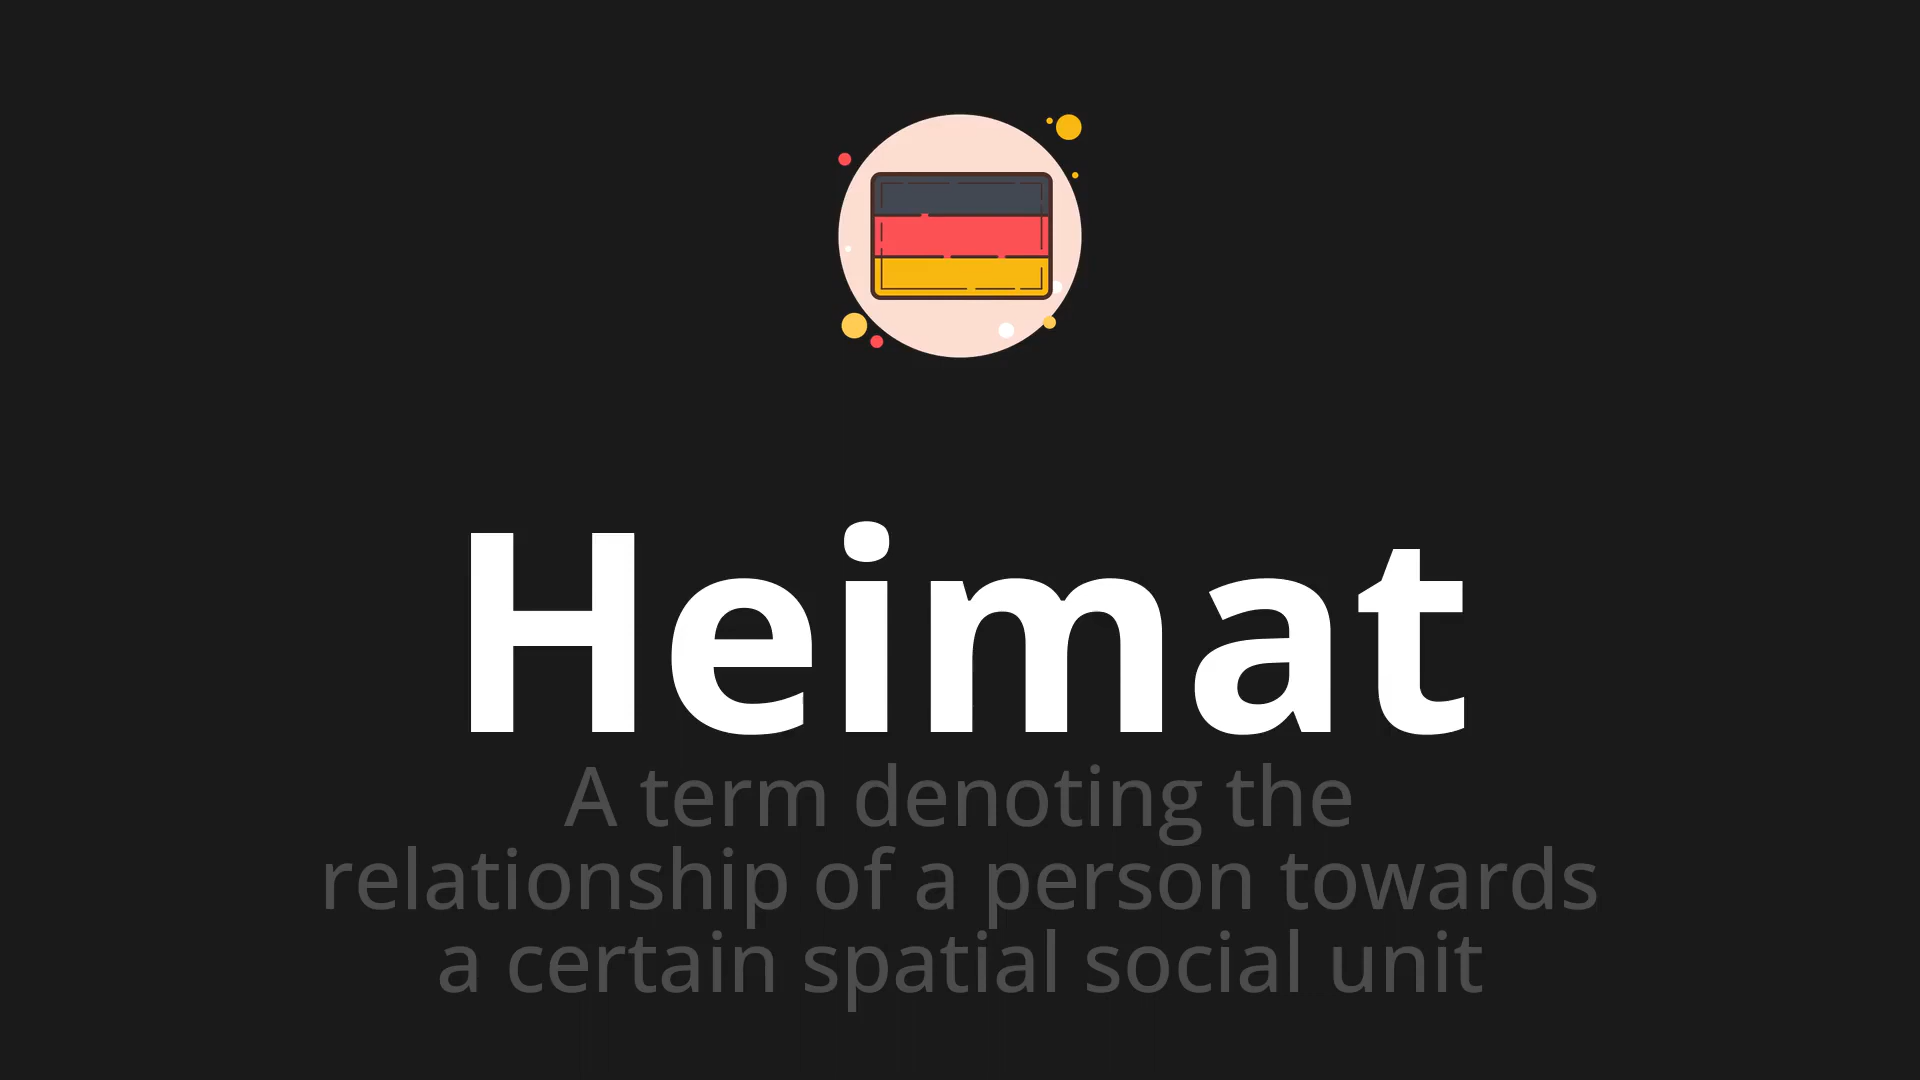 Heimat
A term denoting the
relationship of a person towards
a certain spatial social unit